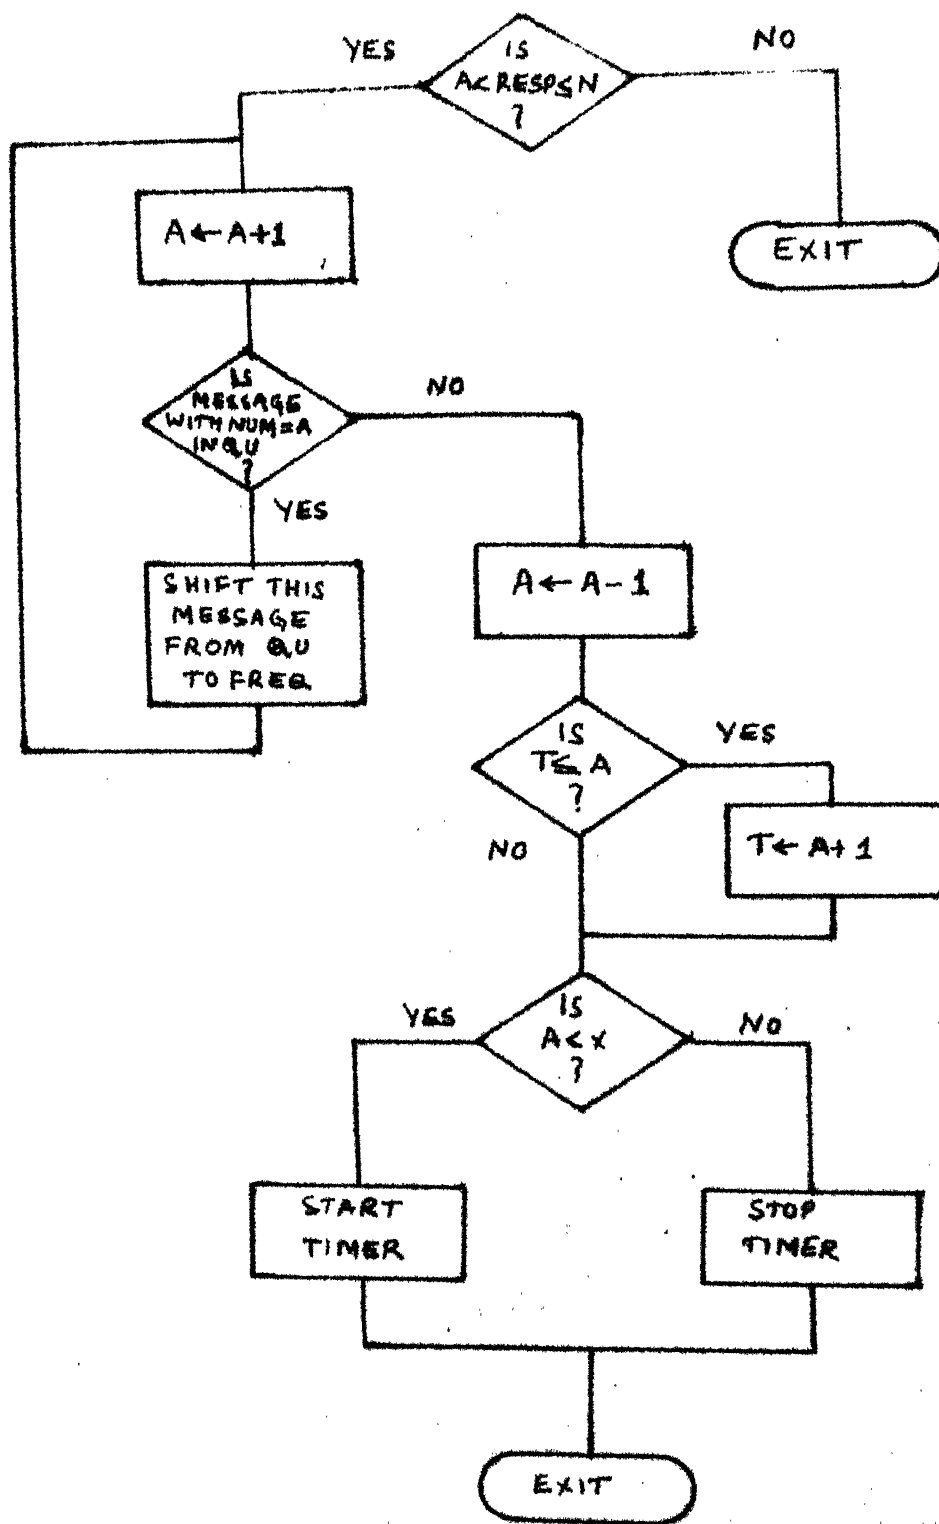 IS
A<RESP≤N
?
YES
NO
EXIT
A←A+1
IS
MESSAGE
WITH NUM=A
IN QU
?
NO
YES
SHIFT THIS
MESSAGE
FROM QU
TO FREQ
A←A-1
IS
T≤A
?
YES
NO
T←A+1
IS
A<X
?
YES
NO
START
TIMER
STOP
TIMER
EXIT